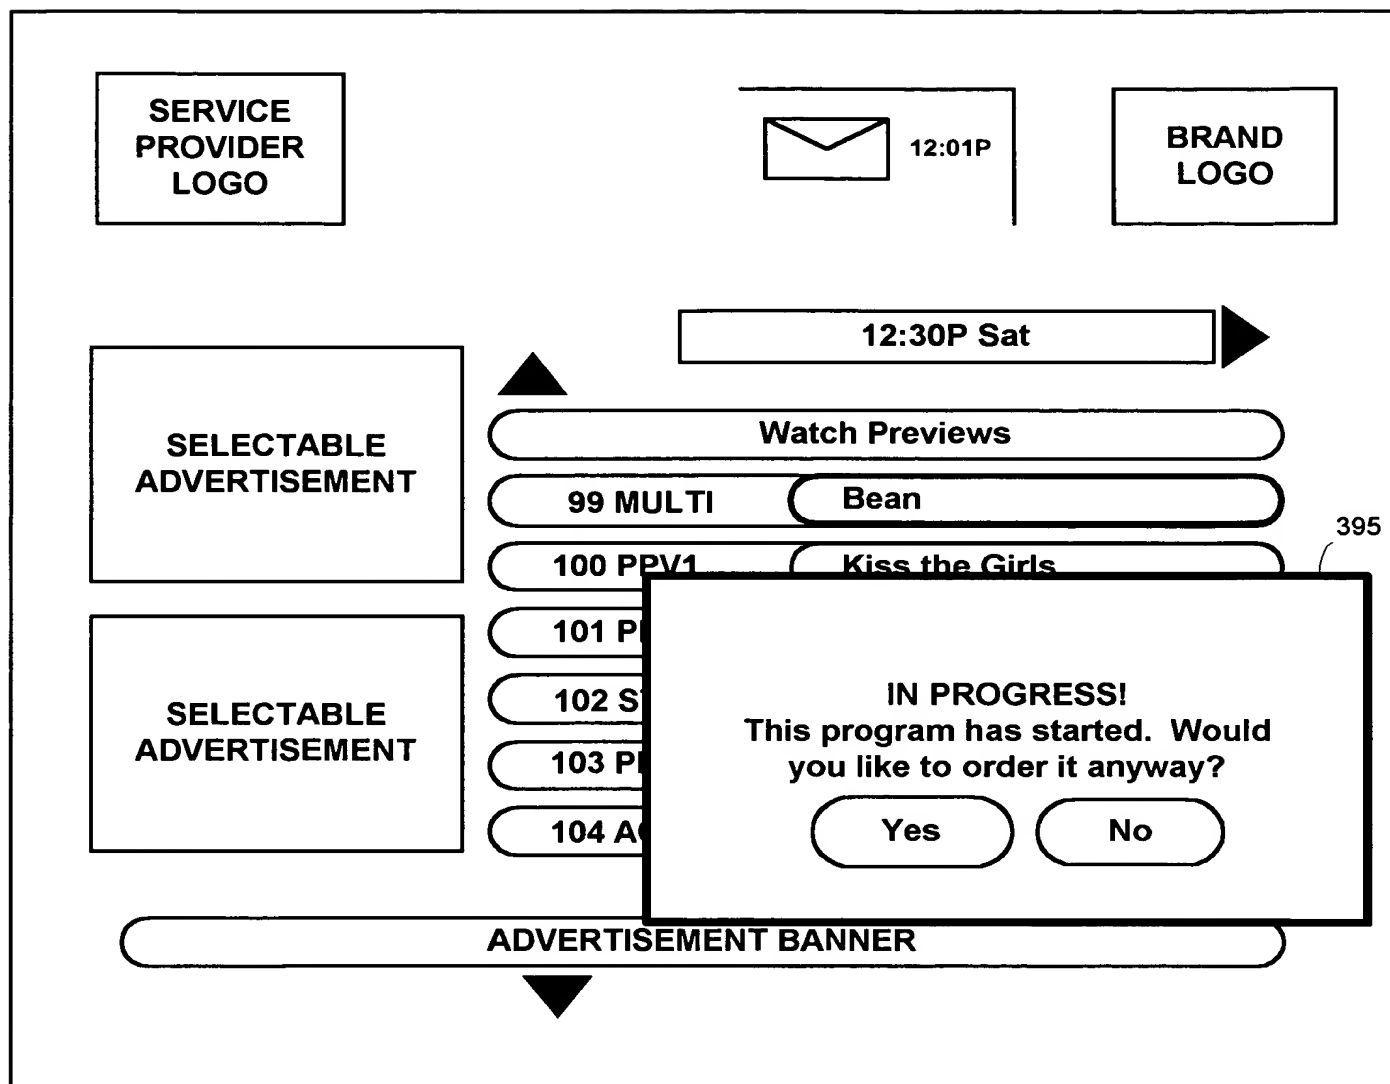 SERVICE
PROVIDER
LOGO
12:01P
BRAND
LOGO
12:30P Sat
SELECTABLE
ADVERTISEMENT
Watch Previews
99 MULTI Bean
395
100 PPV1 Kiss the Girls
101
102
SELECTABLE
ADVERTISEMENT
103
104
IN PROGRESS!
This program has started. Would
you like to order it anyway?
Yes No
ADVERTISEMENT BANNER